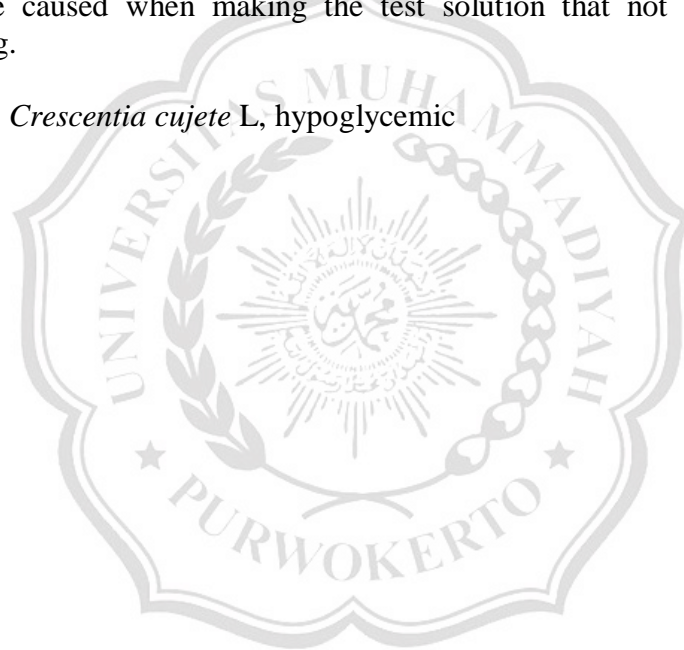 e caused when making the test solution that not
g.
Crescentia cujete L, hypoglycemic
UNIVERSITAS MUHAMMADIYAH
PURWOKERTO